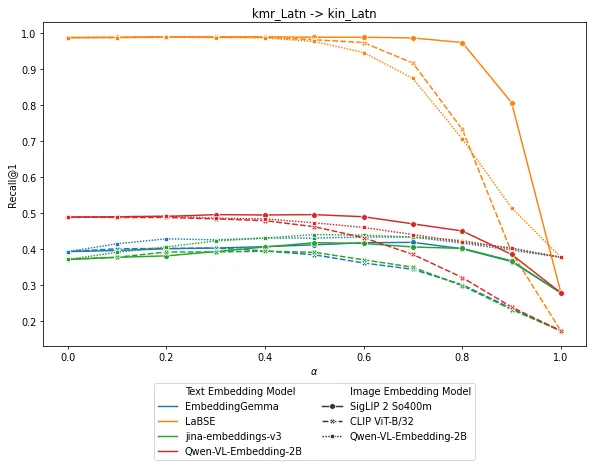 kmr_Latn -> kin_Latn
Recall@1
1.0
0.9
0.8
0.7
0.6
0.5
0.4
0.3
0.2
0.0 0.2 0.4 0.6 0.8 1.0
α
Text Embedding Model Image Embedding Model
EmbeddingGemma SigLIP 2 So400m
LaBSE CLIP ViT-B/32
jina-embeddings-v3 Qwen-VL-Embedding-2B
Qwen-VL-Embedding-2B